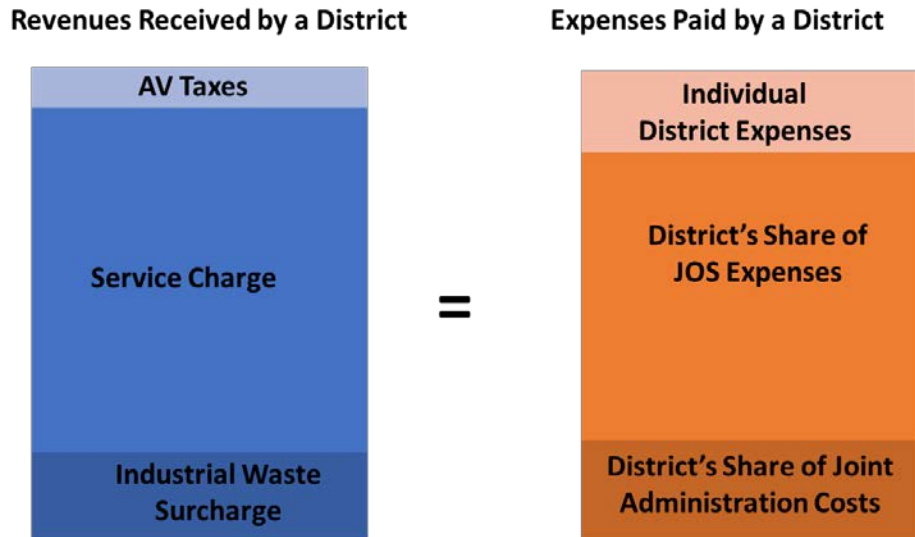 Revenues Received by a District
Expenses Paid by a District
AV Taxes
Service Charge
Industrial Waste
Surcharge
=
Individual
District Expenses
District’s Share of
JOS Expenses
District’s Share of Joint
Administration Costs